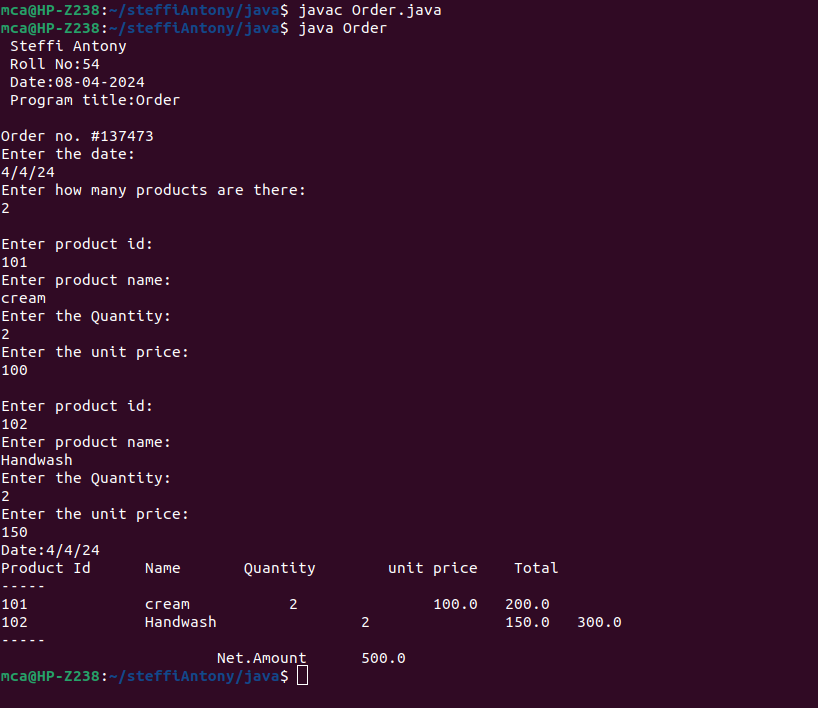 mca@HP-Z238:~/steffiAntony/java$ javac Order.java
mca@HP-Z238:~/steffiAntony/java$ java Order
Steffi Antony
Roll No:54
Date:08-04-2024
Program title:Order
Order no. #137473
Enter the date:
4/4/24
Enter how many products are there:
2
Enter product id:
101
Enter product name:
cream
Enter the Quantity:
2
Enter the unit price:
100
Enter product id:
102
Enter product name:
Handwash
Enter the Quantity:
2
Enter the unit price:
150
Date:4/4/24
Product Id      Name       Quantity        unit price    Total
-----
101             cream           2               100.0   200.0
102             Handwash                2               150.0   300.0
-----
                        Net.Amount      500.0
mca@HP-Z238:~/steffiAntony/java$